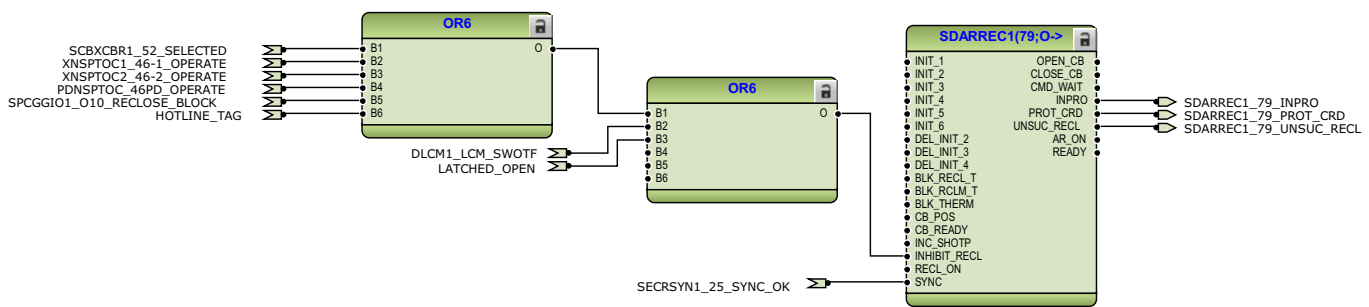 OR6
SCBXCBR1_52_SELECTED
XNSPTOC1_46-1_OPERATE
XNSPTOC2_46-2_OPERATE
PDNSPTOC_46PD_OPERATE
SPCGGIO1_O10_RECLOSE_BLOCK
HOTLINE_TAG
B1
B2
B3
B4
B5
B6
O
OR6
DLCM1_LCM_SWOTF
LATCHED_OPEN
B1
B2
B3
B4
B5
B6
O
SDARREC1(79;O->
INIT_1
INIT_2
INIT_3
INIT_4
INIT_5
INIT_6
DEL_INIT_2
DEL_INIT_3
DEL_INIT_4
BLK_RECL_T
BLK_RCLM_T
BLK_THERM
CB_POS
CB_READY
INC_SHOTP
INHIBIT_RECL
RECL_ON
SYNC
OPEN_CB
CLOSE_CB
CMD_WAIT
INPRO
PROT_CRD
UNSUC_RECL
AR_ON
READY
SDARREC1_79_INPRO
SDARREC1_79_PROT_CRD
SDARREC1_79_UNSUC_RECL
SECRSYN1_25_SYNC_OK